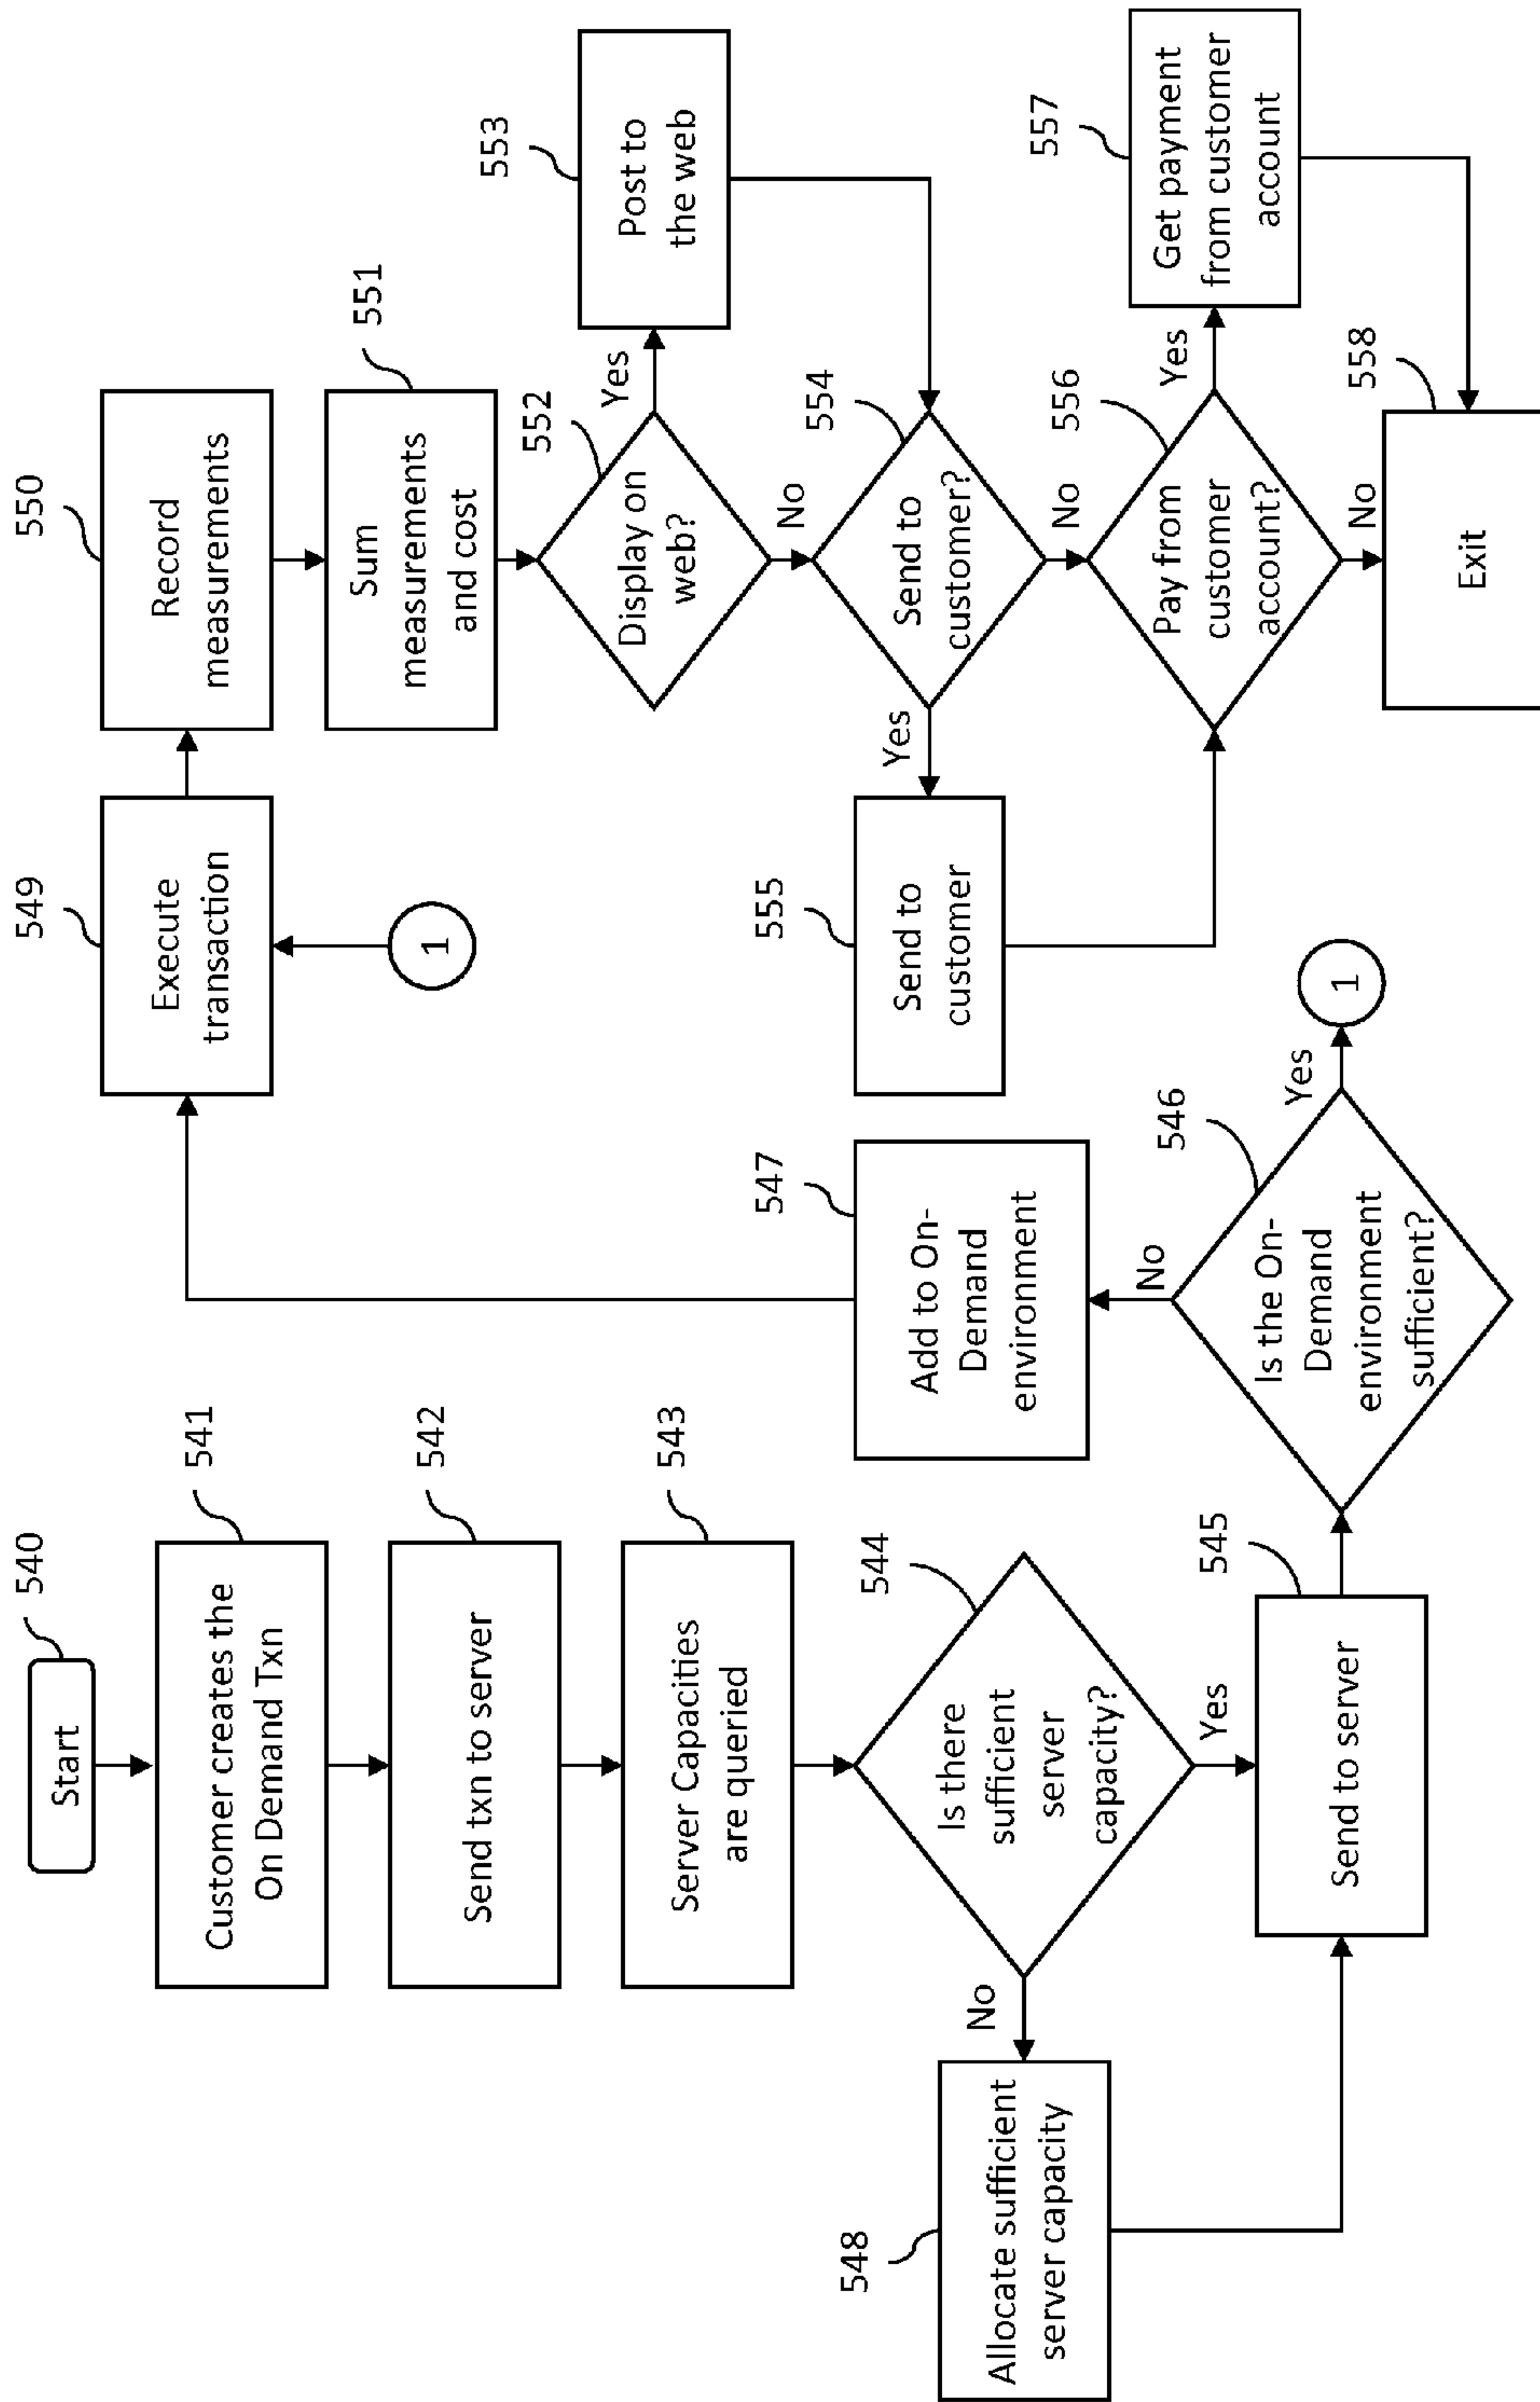 540
Start
541
Customer creates the
On Demand Txn
542
Send txn to server
543
Server Capacities
are queried
544
Is there
sufficient
server
capacity?
No
Yes
548
Allocate sufficient
server capacity
545
Send to server
546
Is the On-
Demand
environment
sufficient?
No
Yes
1
547
Add to On-
Demand
environment
549
Execute
transaction
1
550
Record
measurements
551
Sum
measurements
and cost
552
Display on
web?
Yes
No
553
Post to
the web
554
Send to
customer?
Yes
No
555
Send to
customer
556
Pay from
customer
account?
Yes
No
557
Get payment
from customer
account
558
Exit